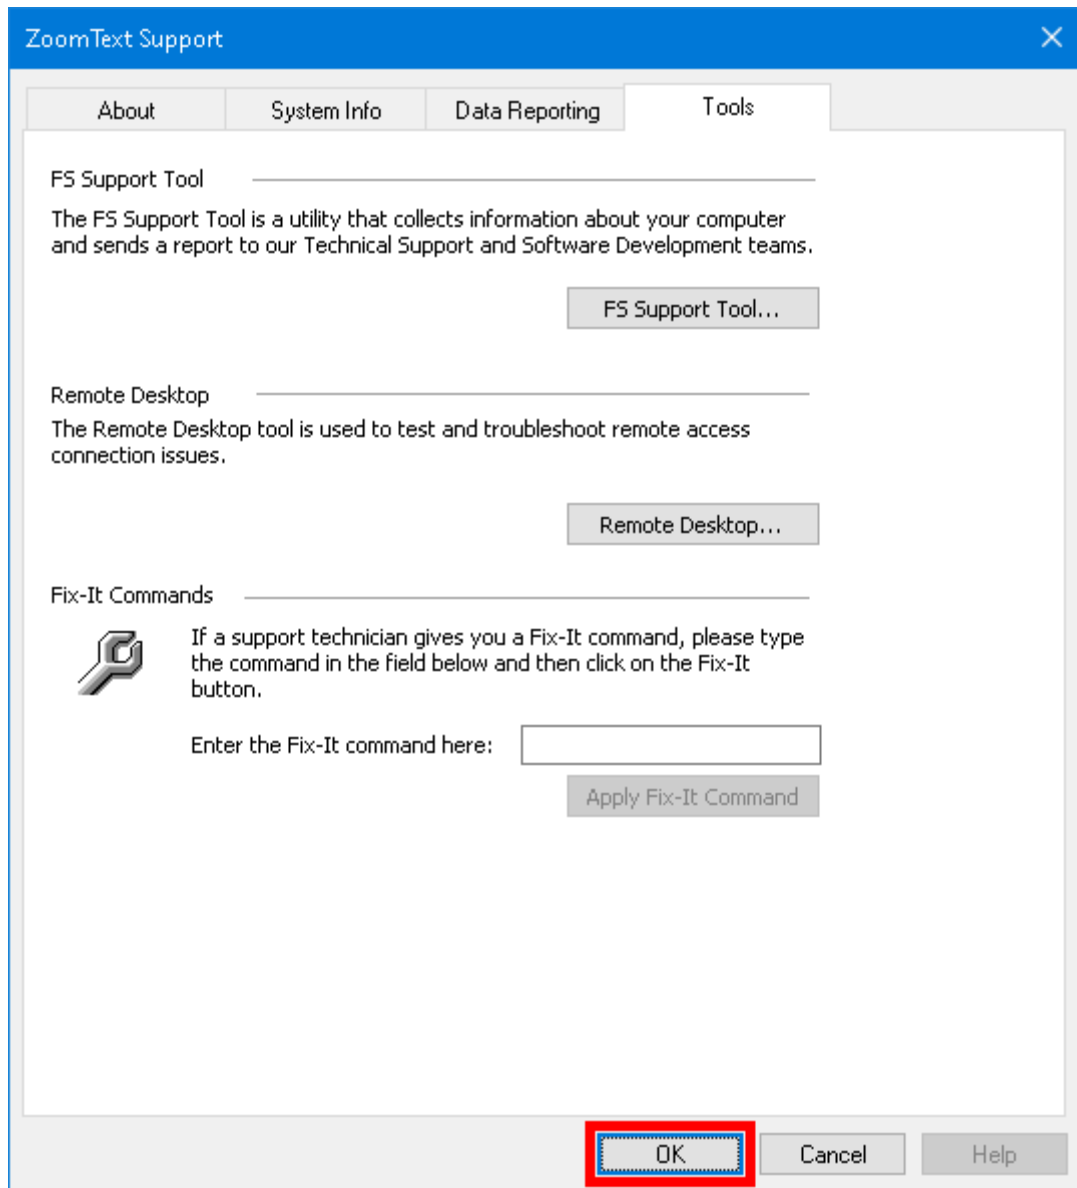 ZoomText Support
About System Info Data Reporting Tools
FS Support Tool
The FS Support Tool is a utility that collects information about your computer
and sends a report to our Technical Support and Software Development teams.
FS Support Tool...
Remote Desktop
The Remote Desktop tool is used to test and troubleshoot remote access
connection issues.
Remote Desktop...
Fix-It Commands
If a support technician gives you a Fix-It command, please type
the command in the field below and then click on the Fix-It
button.
Enter the Fix-It command here:
Apply Fix-It Command
OK Cancel Help